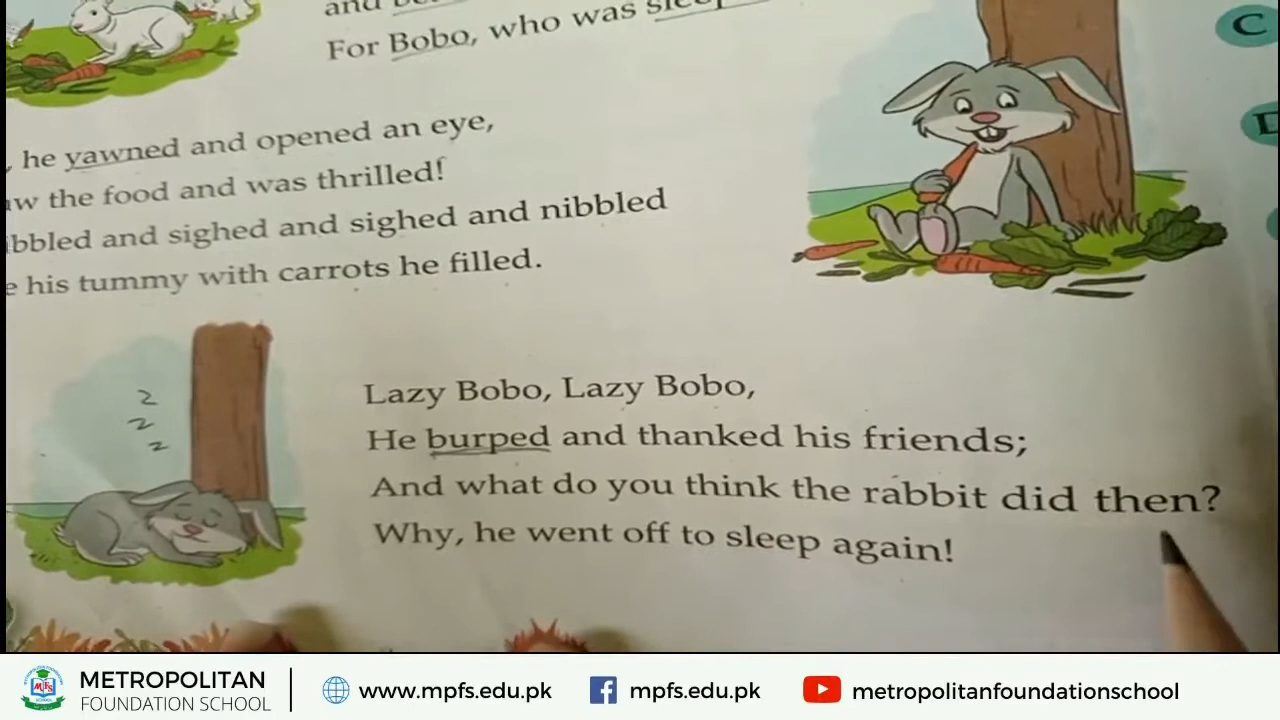 and
For Bobo, who was
he yawned and opened an eye,
the food and was thrilled!
and sighed and sighed and nibbled
his tummy with carrots he filled.
z
z
z
Lazy Bobo, Lazy Bobo,
He burped and thanked his friends;
And what do you think the rabbit did then?
Why, he went off to sleep again!
C
D
MFS
METROPOLITAN
FOUNDATION SCHOOL
www.mpfs.edu.pk
mpfs.edu.pk
metropolitanfoundationschool